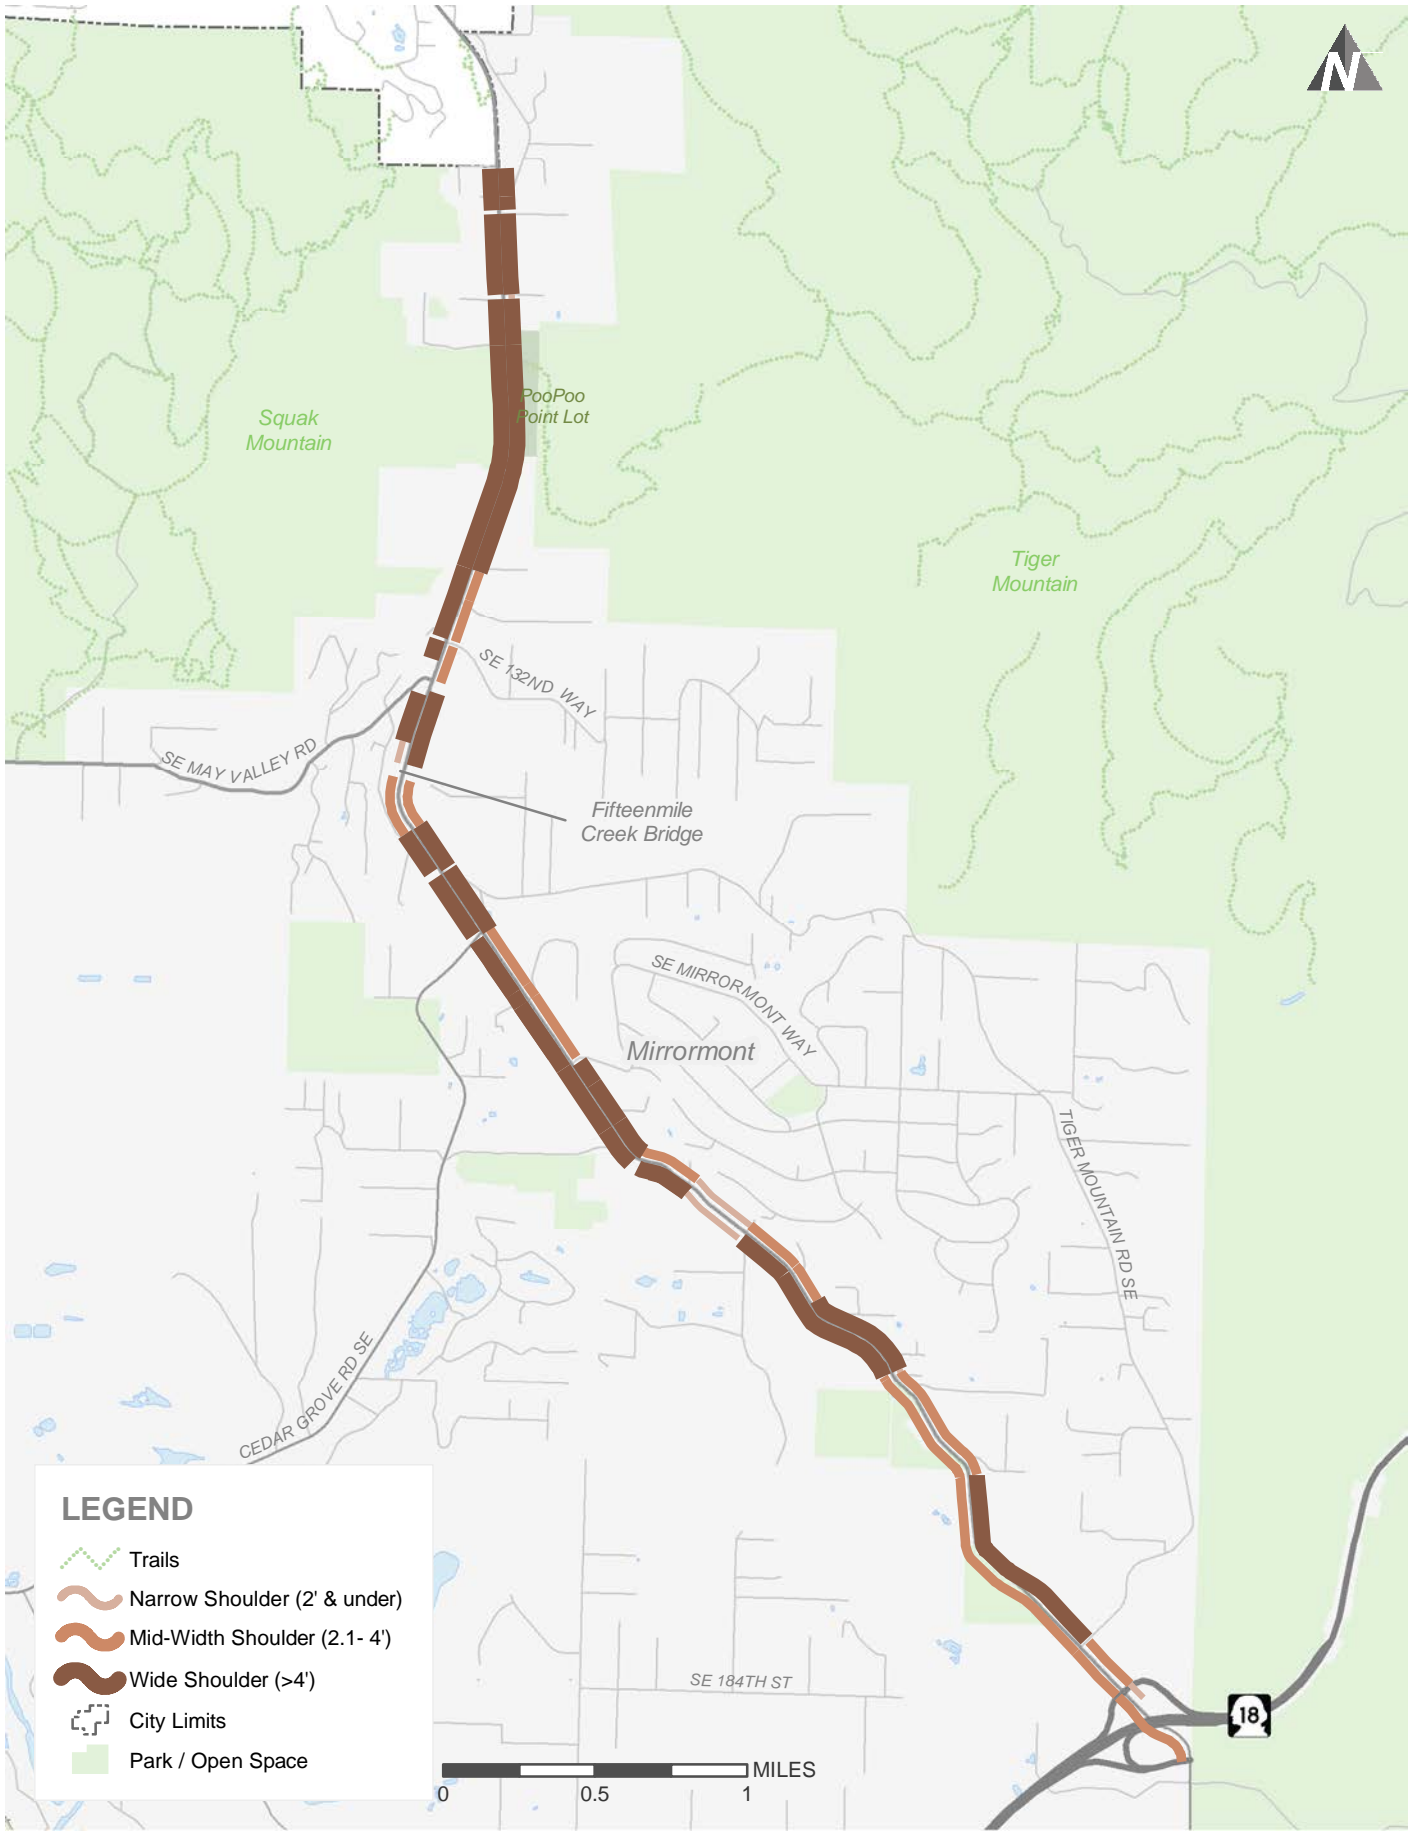 N
PooPoo
Point Lot
Squak
Mountain
Tiger
Mountain
SE 132ND WAY
SE MAY VALLEY RD
Fifteenmile
Creek Bridge
SE MIRRORMONT WAY
Mirrormont
TIGER MOUNTAIN RD SE
CEDAR GROVE RD SE
LEGEND
Trails
Narrow Shoulder (2' & under)
Mid-Width Shoulder (2.1- 4')
Wide Shoulder (>4')
City Limits
Park / Open Space
SE 184TH ST
18
MILES
0 0.5 1